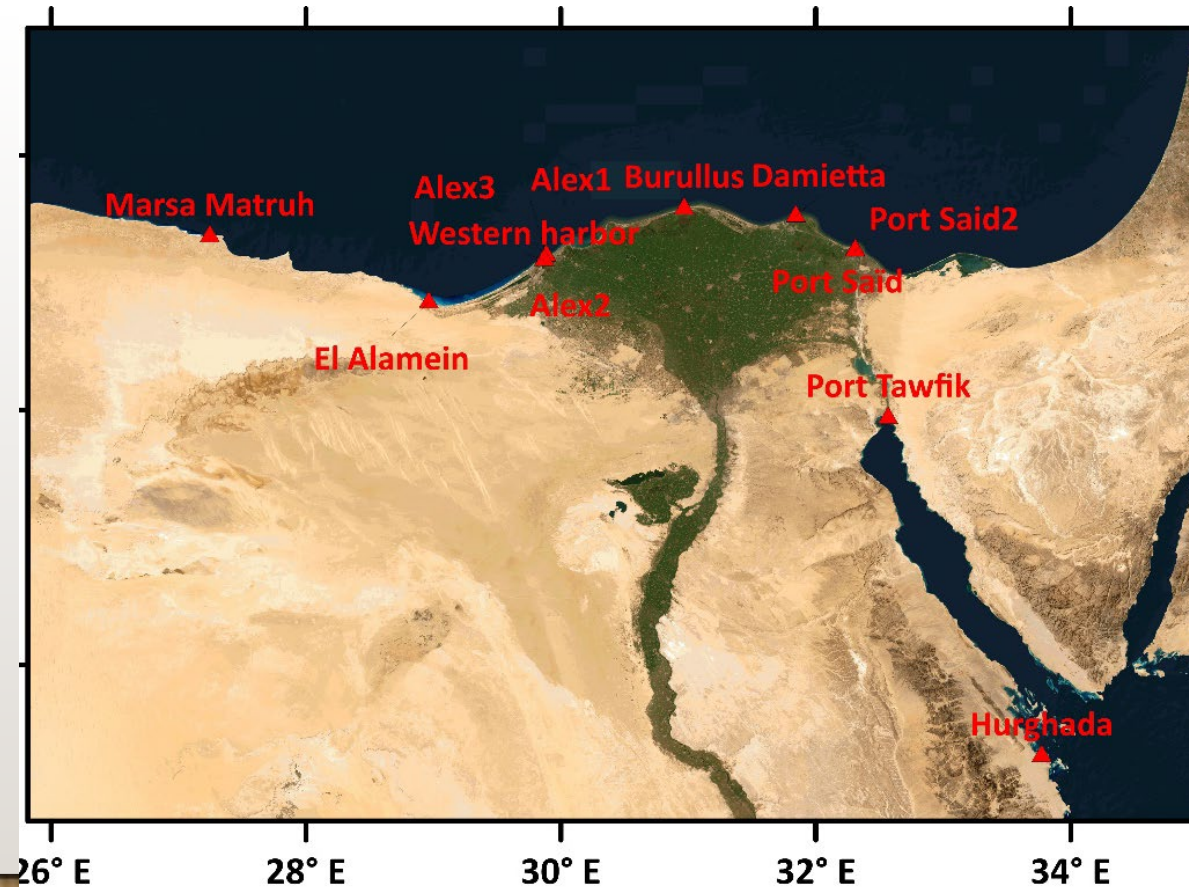 Alex3
Alex1
Burullus
Damietta
Marsa Matruh
Western harbor
Port Said2
Alex2
Port Said
El Alamein
Port Tawfik
Hurghada
26° E
28° E
30° E
32° E
34° E